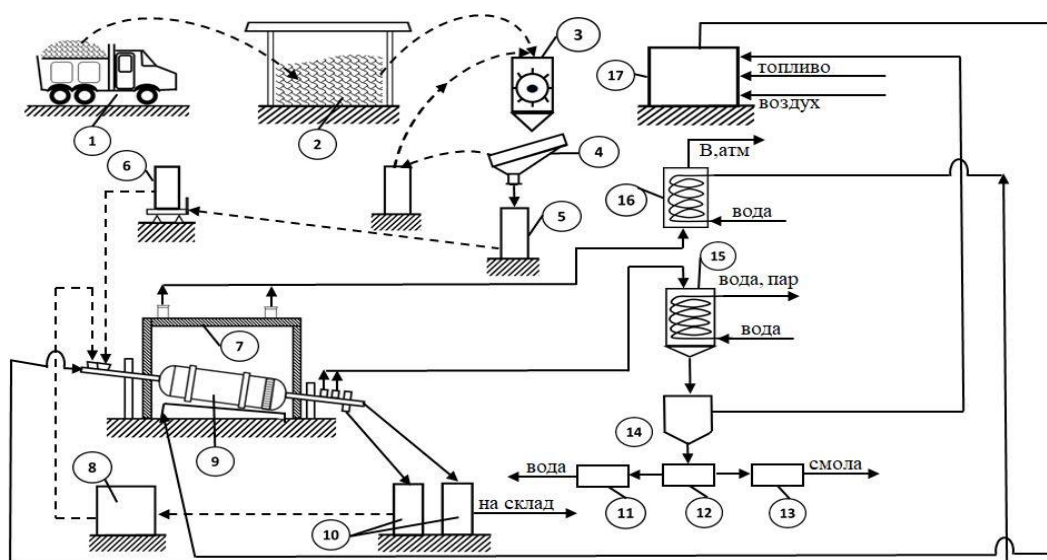 1
2
3
17
топливо
воздух
4
В,атм
6
16
вода
5
15
вода, пар
вода
7
14
9
8
вода
смола
11
12
13
10
на склад